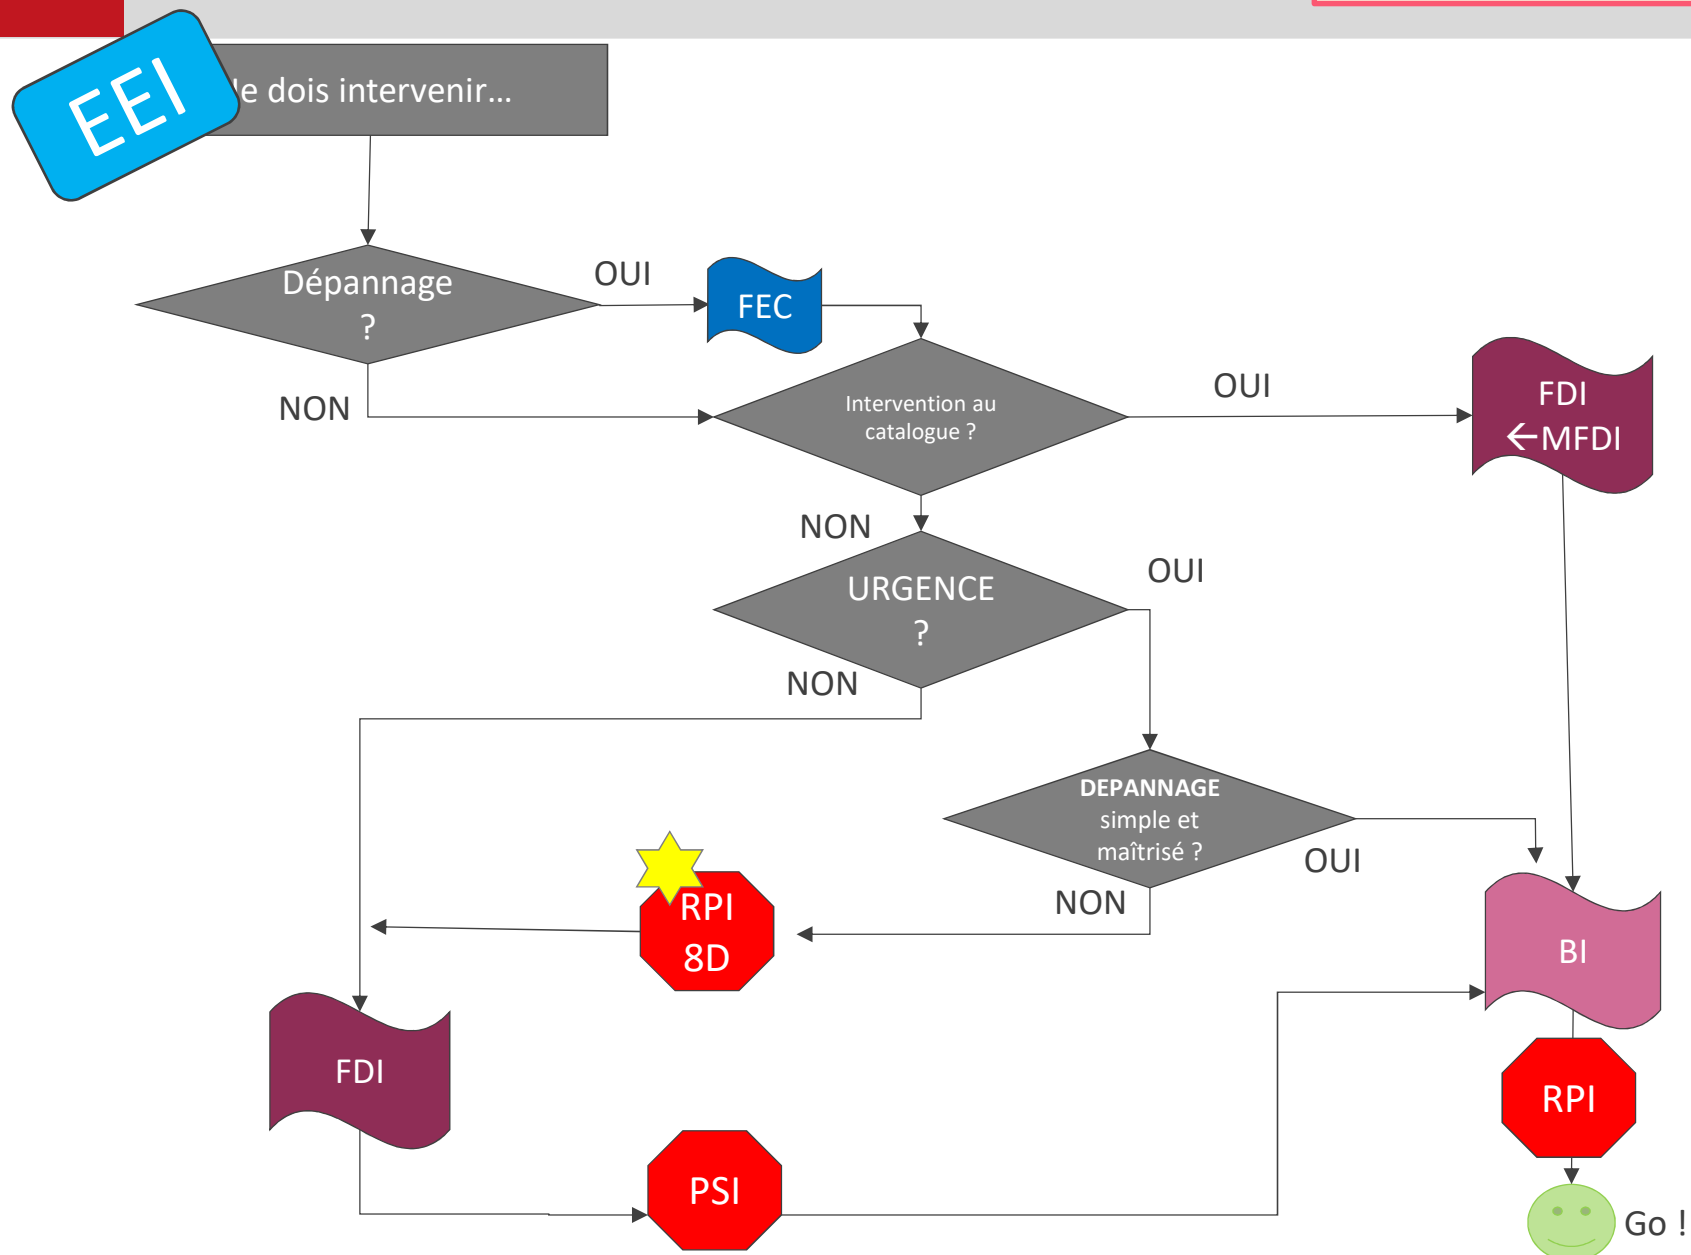 EEI
Je dois intervenir...
Dépannage
?
OUI
FEC
NON
Intervention au
catalogue ?
OUI
FDI
←MFDI
NON
URGENCE
?
OUI
NON
DEPANNAGE
simple et
maîtrisé ?
OUI
NON
RPI
8D
BI
FDI
RPI
PSI
Go !